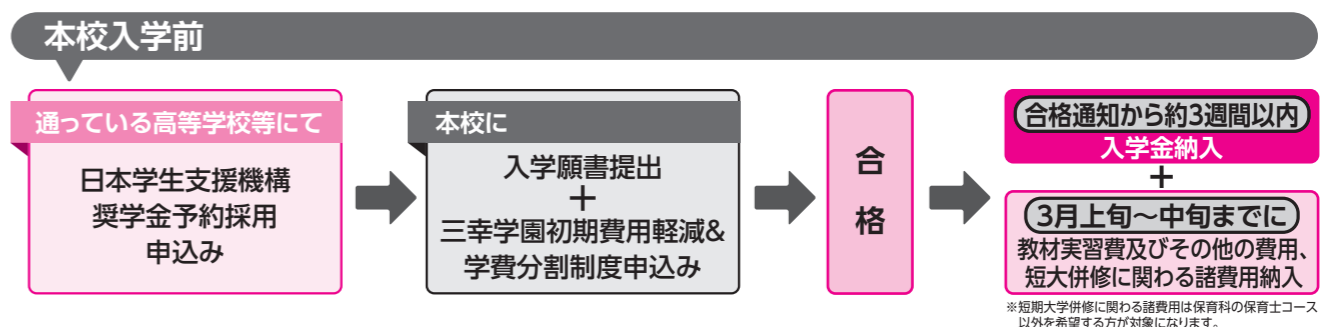 本校入学前
通っている高等学校等にて
日本学生支援機構
奨学金予約採用
申込み
本校に
入学願書提出
+
三幸学園初期費用軽減&
学費分割制度申込み
合
格
合格通知から約3週間以内
入学金納入
+
3月上旬~中旬までに
教材実習費及びその他の費用、
短大併修に関わる諸費用納入
※短期大学併修に関わる諸費用は保育科の保育士コース
以外を希望する方が対象になります。